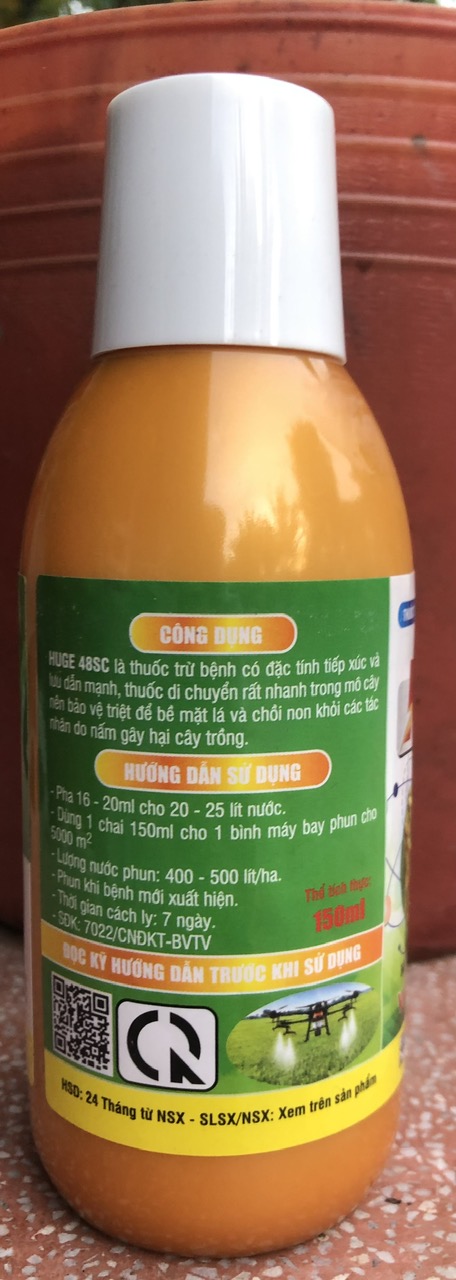 CÔNG DỤNG
HUGE 48SC là thuốc trừ bệnh có đặc tính tiếp xúc và
lưu dẫn mạnh, thuốc di chuyển rất nhanh trong mô cây
nên bảo vệ triệt để bề mặt lá và chồi non khỏi các tác
nhân do nấm gây hại cây trồng.
HƯỚNG DẪN SỬ DỤNG
- Pha 16 - 20ml cho 20 - 25 lít nước.
- Dùng 1 chai 150ml cho 1 bình máy bay phun cho
5000 m²
- Lượng nước phun: 400 - 500 lít/ha.
- Phun khi bệnh mới xuất hiện.
- Thời gian cách ly: 7 ngày.
- SĐK: 7022/CNĐKT-BVTV
Thể tích thực:
150ml
ĐỌC KỸ HƯỚNG DẪN TRƯỚC KHI SỬ DỤNG
HSD: 24 Tháng từ NSX - SLSX/NSX: Xem trên sản phẩm